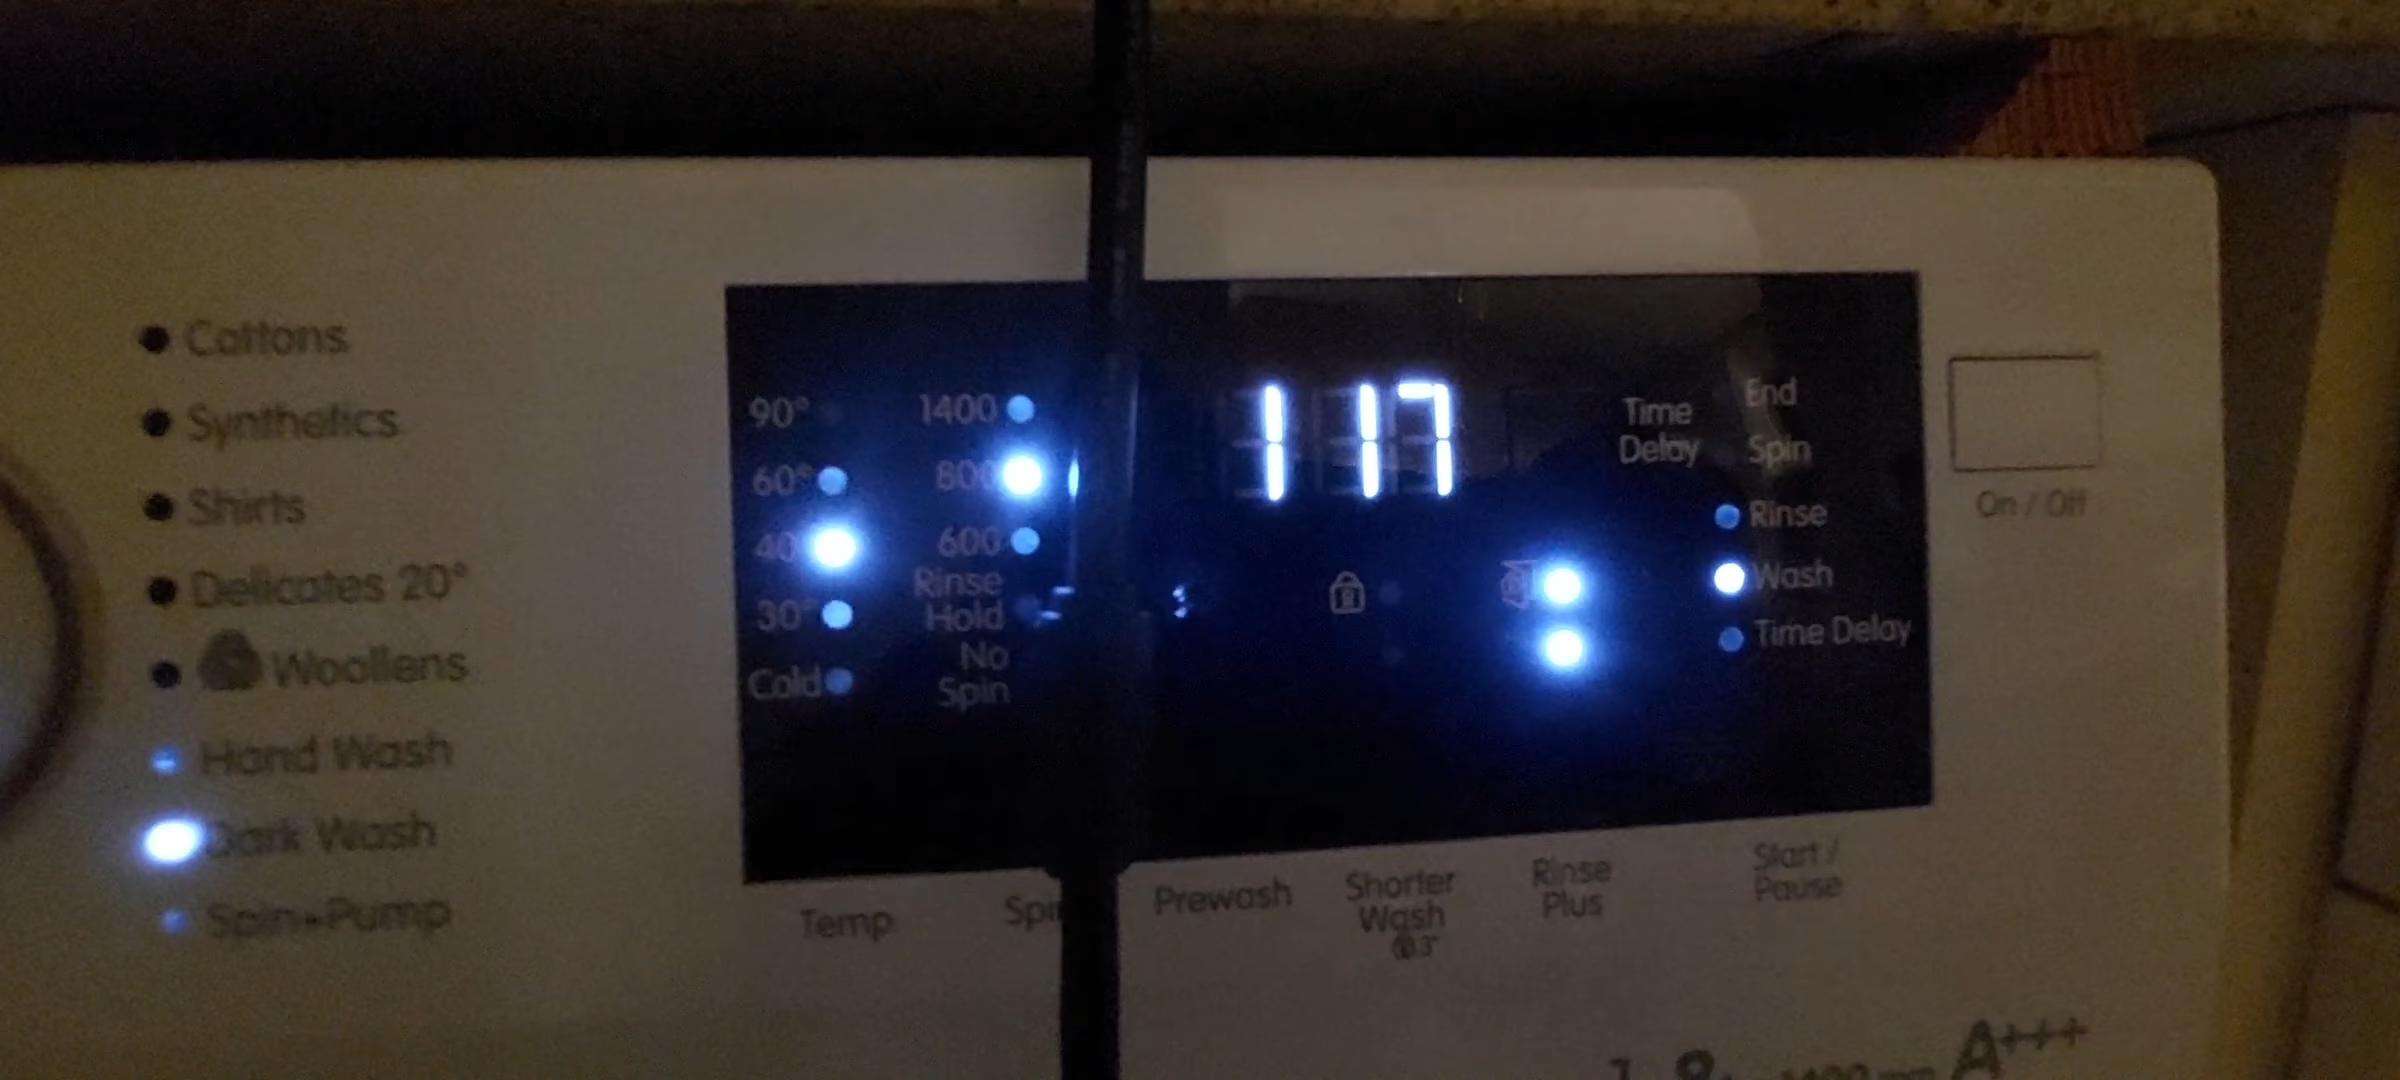 Cottons
Synthetics
Shirts
Delicates 20°
Woollens
Hand Wash
Dark Wash
Spin+Pump
90°
60°
40
30°
Cold
1400
800
600
Rinse
Hold
No
Spin
1 17
Time
Delay
End
Spin
Rinse
Wash
Time Delay
On / Off
Temp
Spin
Prewash
Shorter
Wash
3"
Rinse
Plus
Start /
Pause
A+++